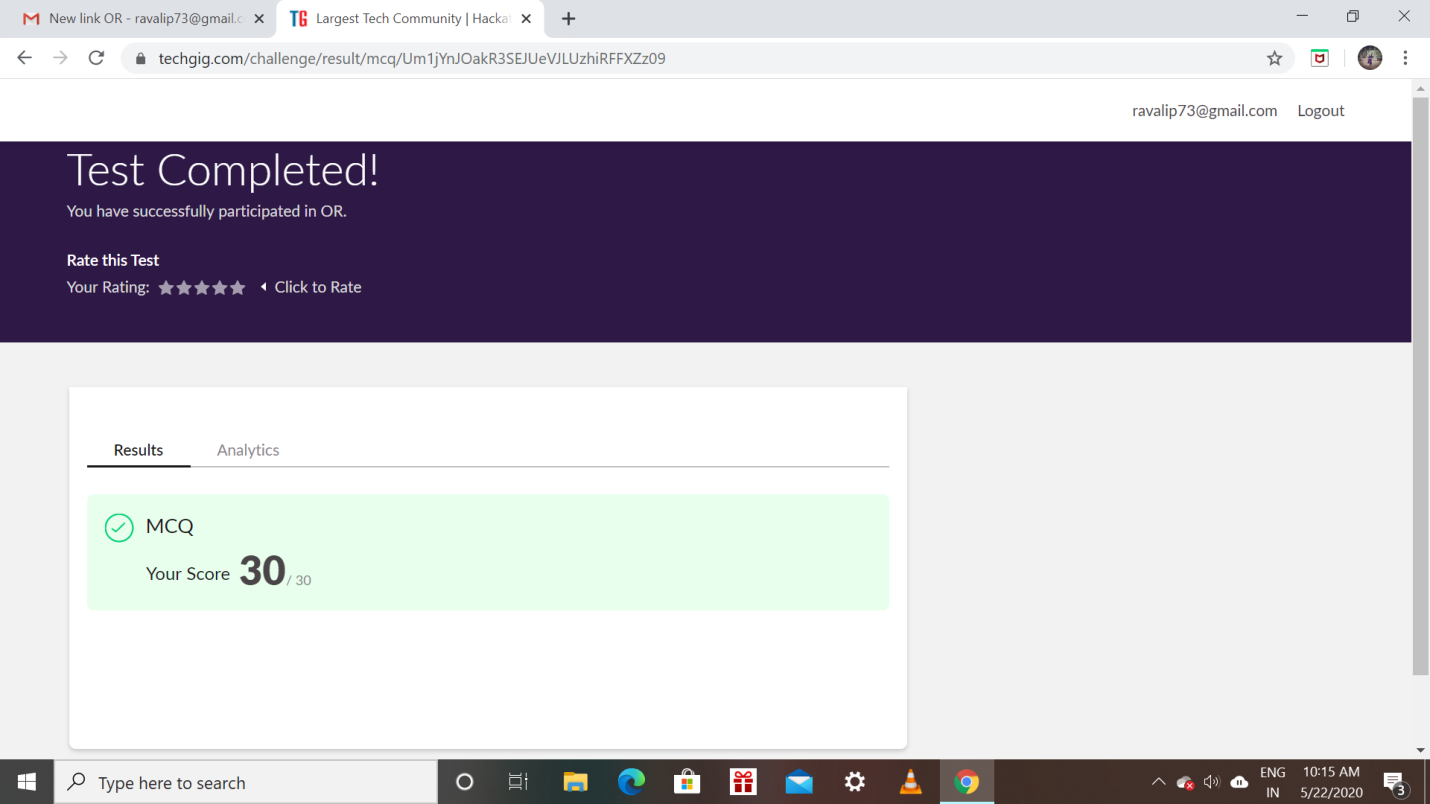 New link OR - ravalip73@gmail.c
TG Largest Tech Community | Hacka
techgig.com/challenge/result/mcq/Um1jYnJOakR3SEJUeVJLUzhiRFFXZz09
ravalip73@gmail.com Logout
Test Completed!
You have successfully participated in OR.
Rate this Test
Your Rating: Click to Rate
Results Analytics
MCQ
Your Score 30 / 30
Type here to search
ENG 10:15 AM
IN 5/22/2020
3